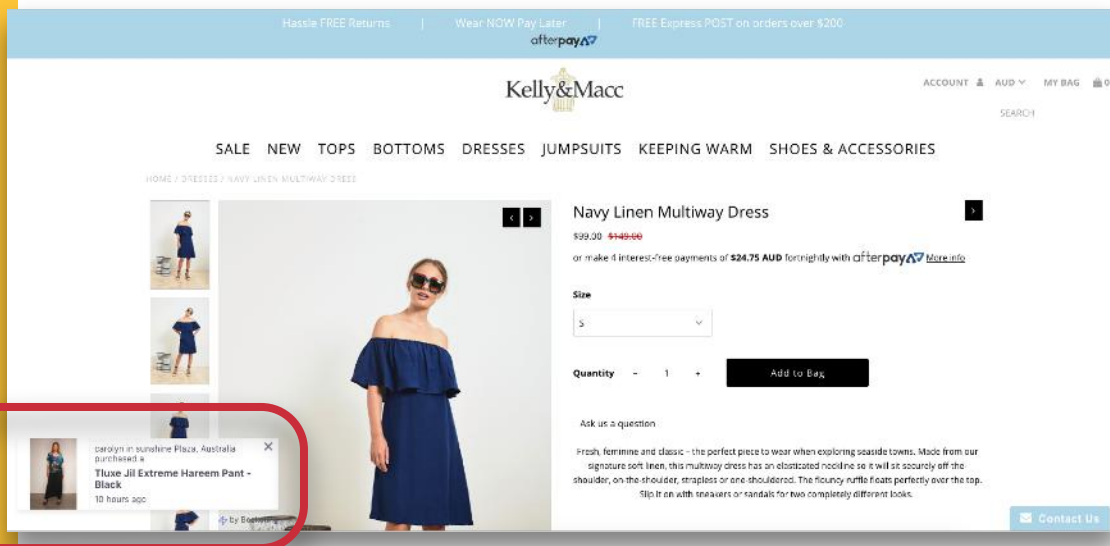 Hassle FREE Returns | Wear NOW Pay Later | FREE Express POST on orders over $200
afterpay
Kelly&Macc
ACCOUNT AUD MY BAG 0
SEARCH
SALE NEW TOPS BOTTOMS DRESSES JUMPSUITS KEEPING WARM SHOES & ACCESSORIES
HOME / DRESSES / NAVY LINEN MULTIWAY DRESS
Navy Linen Multiway Dress
$99.00 $149.00
or make 4 interest-free payments of $24.75 AUD fortnightly with afterpay More info
Size
S
Quantity - 1 + Add to Bag
Ask us a question
Fresh, feminine and classic - the perfect piece to wear when exploring seaside towns. Made from our
signature soft linen, this multiway dress has an elasticated neckline so it will sit securely off the
shoulder, on-the-shoulder, strapless or one-shouldered. The flouncy ruffle floats perfectly over the top.
Slip it on with sneakers or sandals for two completely different looks.
carolyn in sunshine Plaza, Australia
purchased a
Tluxe Jil Extreme Hareem Pant -
Black
10 hours ago
by
Contact Us